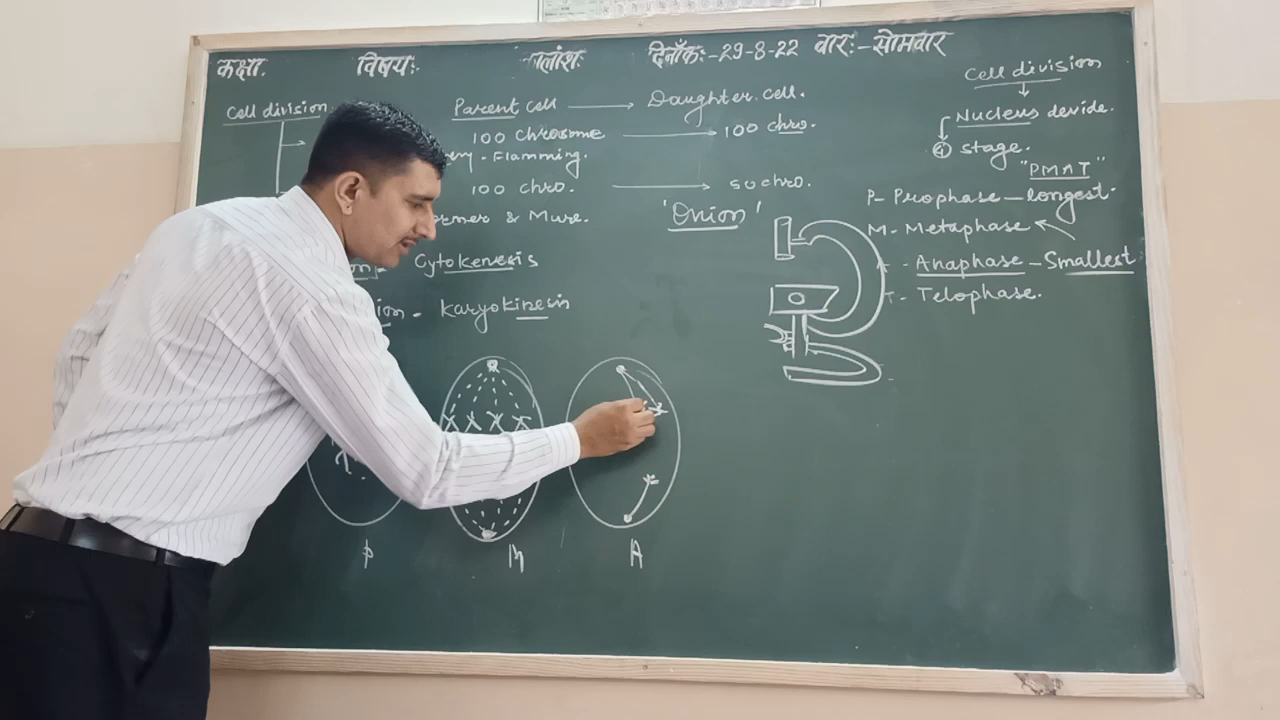 कक्षा. विषय: दिनाँक:-29-8-22 वार:-सोमवार
Cell division
Parent cell → Daughter cell.
100 Chrosome → 100 chro.
- Flamming.
100 chro. → 50 chro.
& Mure.
'Onion'
Cytokenesis
- Karyokinesis
P
M
A
Cell division
↓
Nucleus devide.
④ stage.
"PMAT"
P- Prophase - longest.
M- Metaphase
- Anaphase - Smallest
T- Telophase.